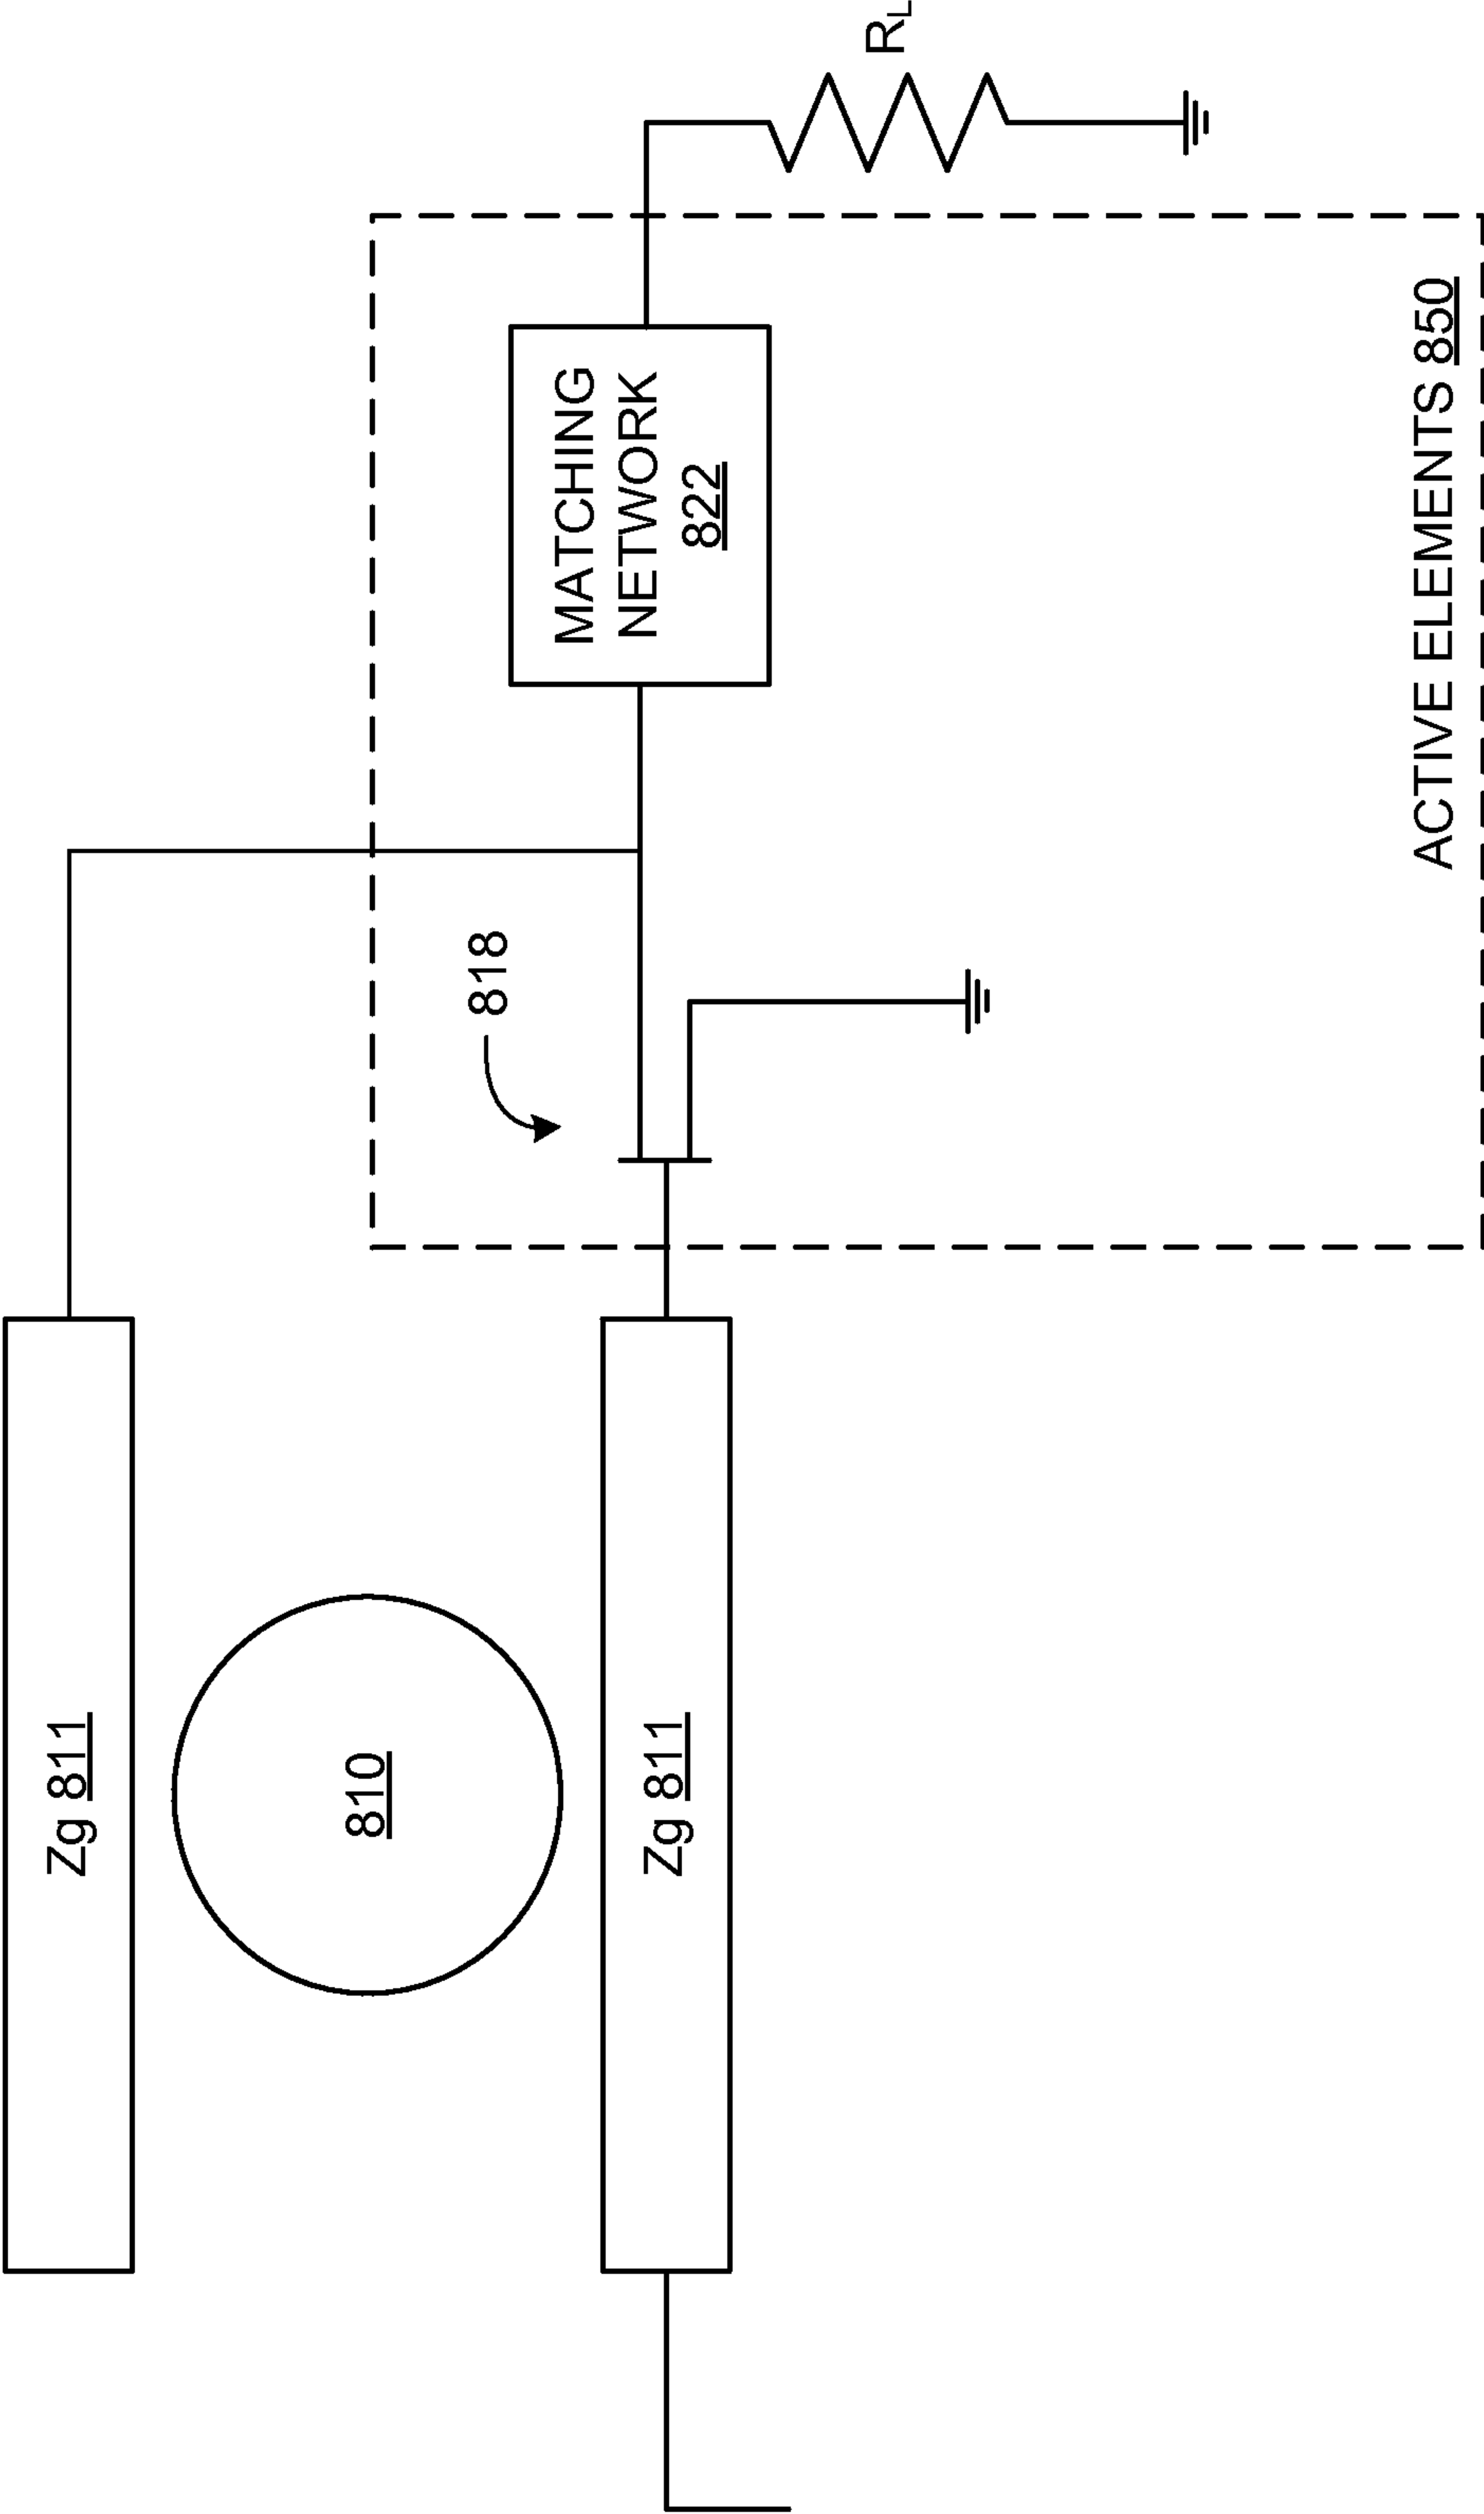 Zg 811
810
Zg 811
818
MATCHING
NETWORK
822
RL
ACTIVE ELEMENTS 850